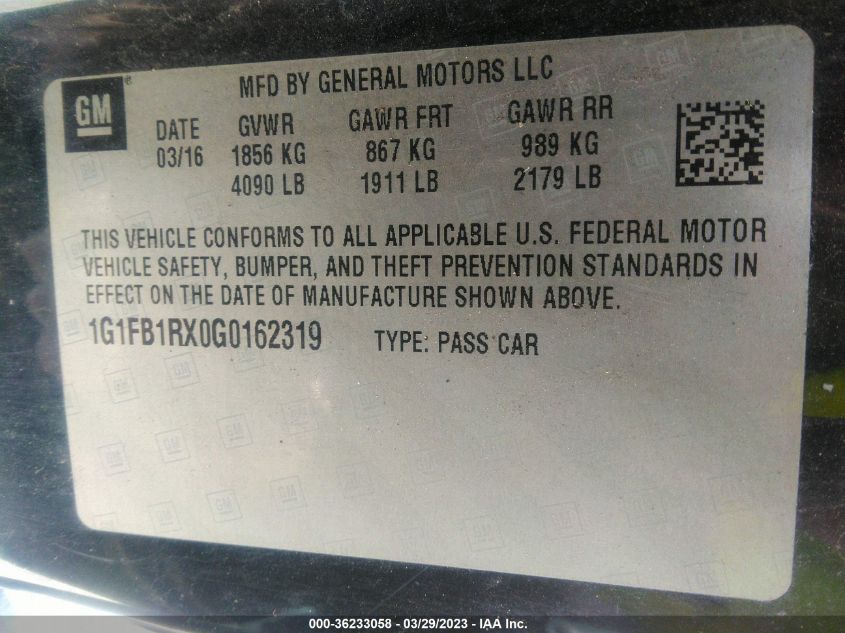 GM®
MFD BY GENERAL MOTORS LLC
DATE GVWR GAWR FRT GAWR RR
03/16 1856 KG 867 KG 989 KG
4090 LB 1911 LB 2179 LB
THIS VEHICLE CONFORMS TO ALL APPLICABLE U.S. FEDERAL MOTOR
VEHICLE SAFETY, BUMPER, AND THEFT PREVENTION STANDARDS IN
EFFECT ON THE DATE OF MANUFACTURE SHOWN ABOVE.
1G1FB1RX0G0162319 TYPE: PASS CAR
000-36233058 - 03/29/2023 - IAA Inc.